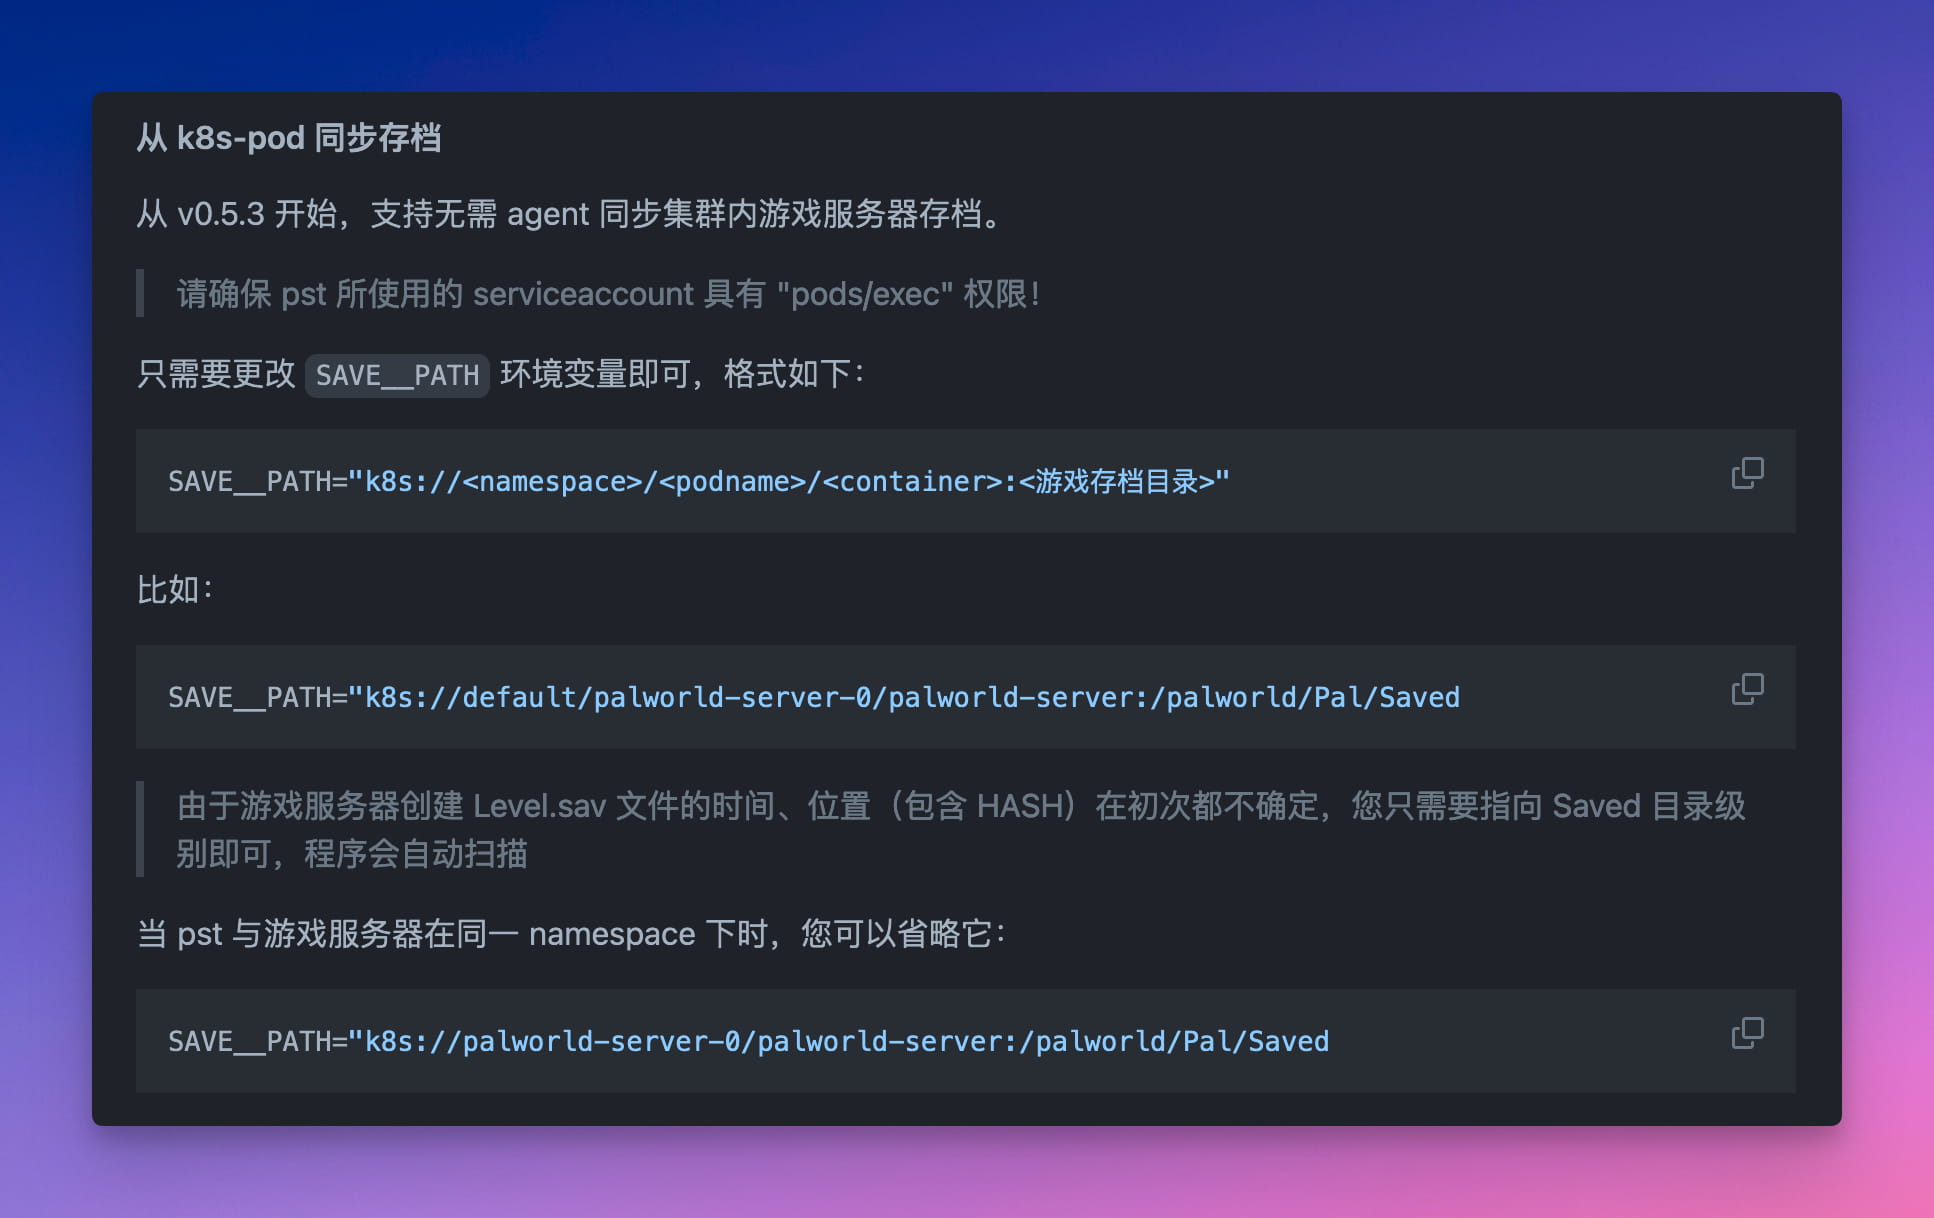 从 k8s-pod 同步存档
从 v0.5.3 开始，支持无需 agent 同步集群内游戏服务器存档。
请确保 pst 所使用的 serviceaccount 具有 "pods/exec" 权限！
只需要更改 SAVE__PATH 环境变量即可，格式如下：
SAVE__PATH="k8s://<namespace>/<podname>/<container>:<游戏存档目录>"
比如：
SAVE__PATH="k8s://default/palworld-server-0/palworld-server:/palworld/Pal/Saved
由于游戏服务器创建 Level.sav 文件的时间、位置（包含 HASH）在初次都不确定，您只需要指向 Saved 目录级
别即可，程序会自动扫描
当 pst 与游戏服务器在同一 namespace 下时，您可以省略它：
SAVE__PATH="k8s://palworld-server-0/palworld-server:/palworld/Pal/Saved